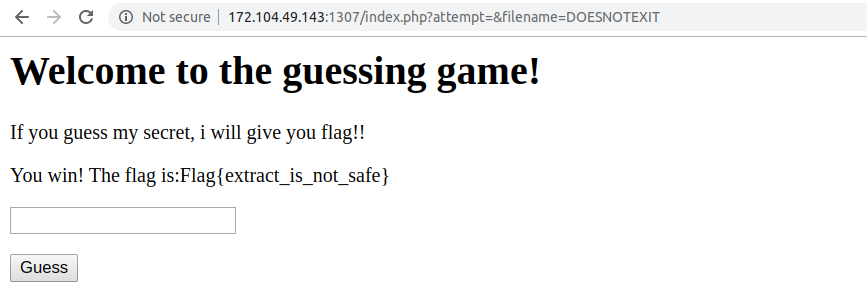 Not secure 172.104.49.143:1307/index.php?attempt=&filename=DOESNOTEXIT
Welcome to the guessing game!
If you guess my secret, i will give you flag!!
You win! The flag is:Flag{extract_is_not_safe}
Guess